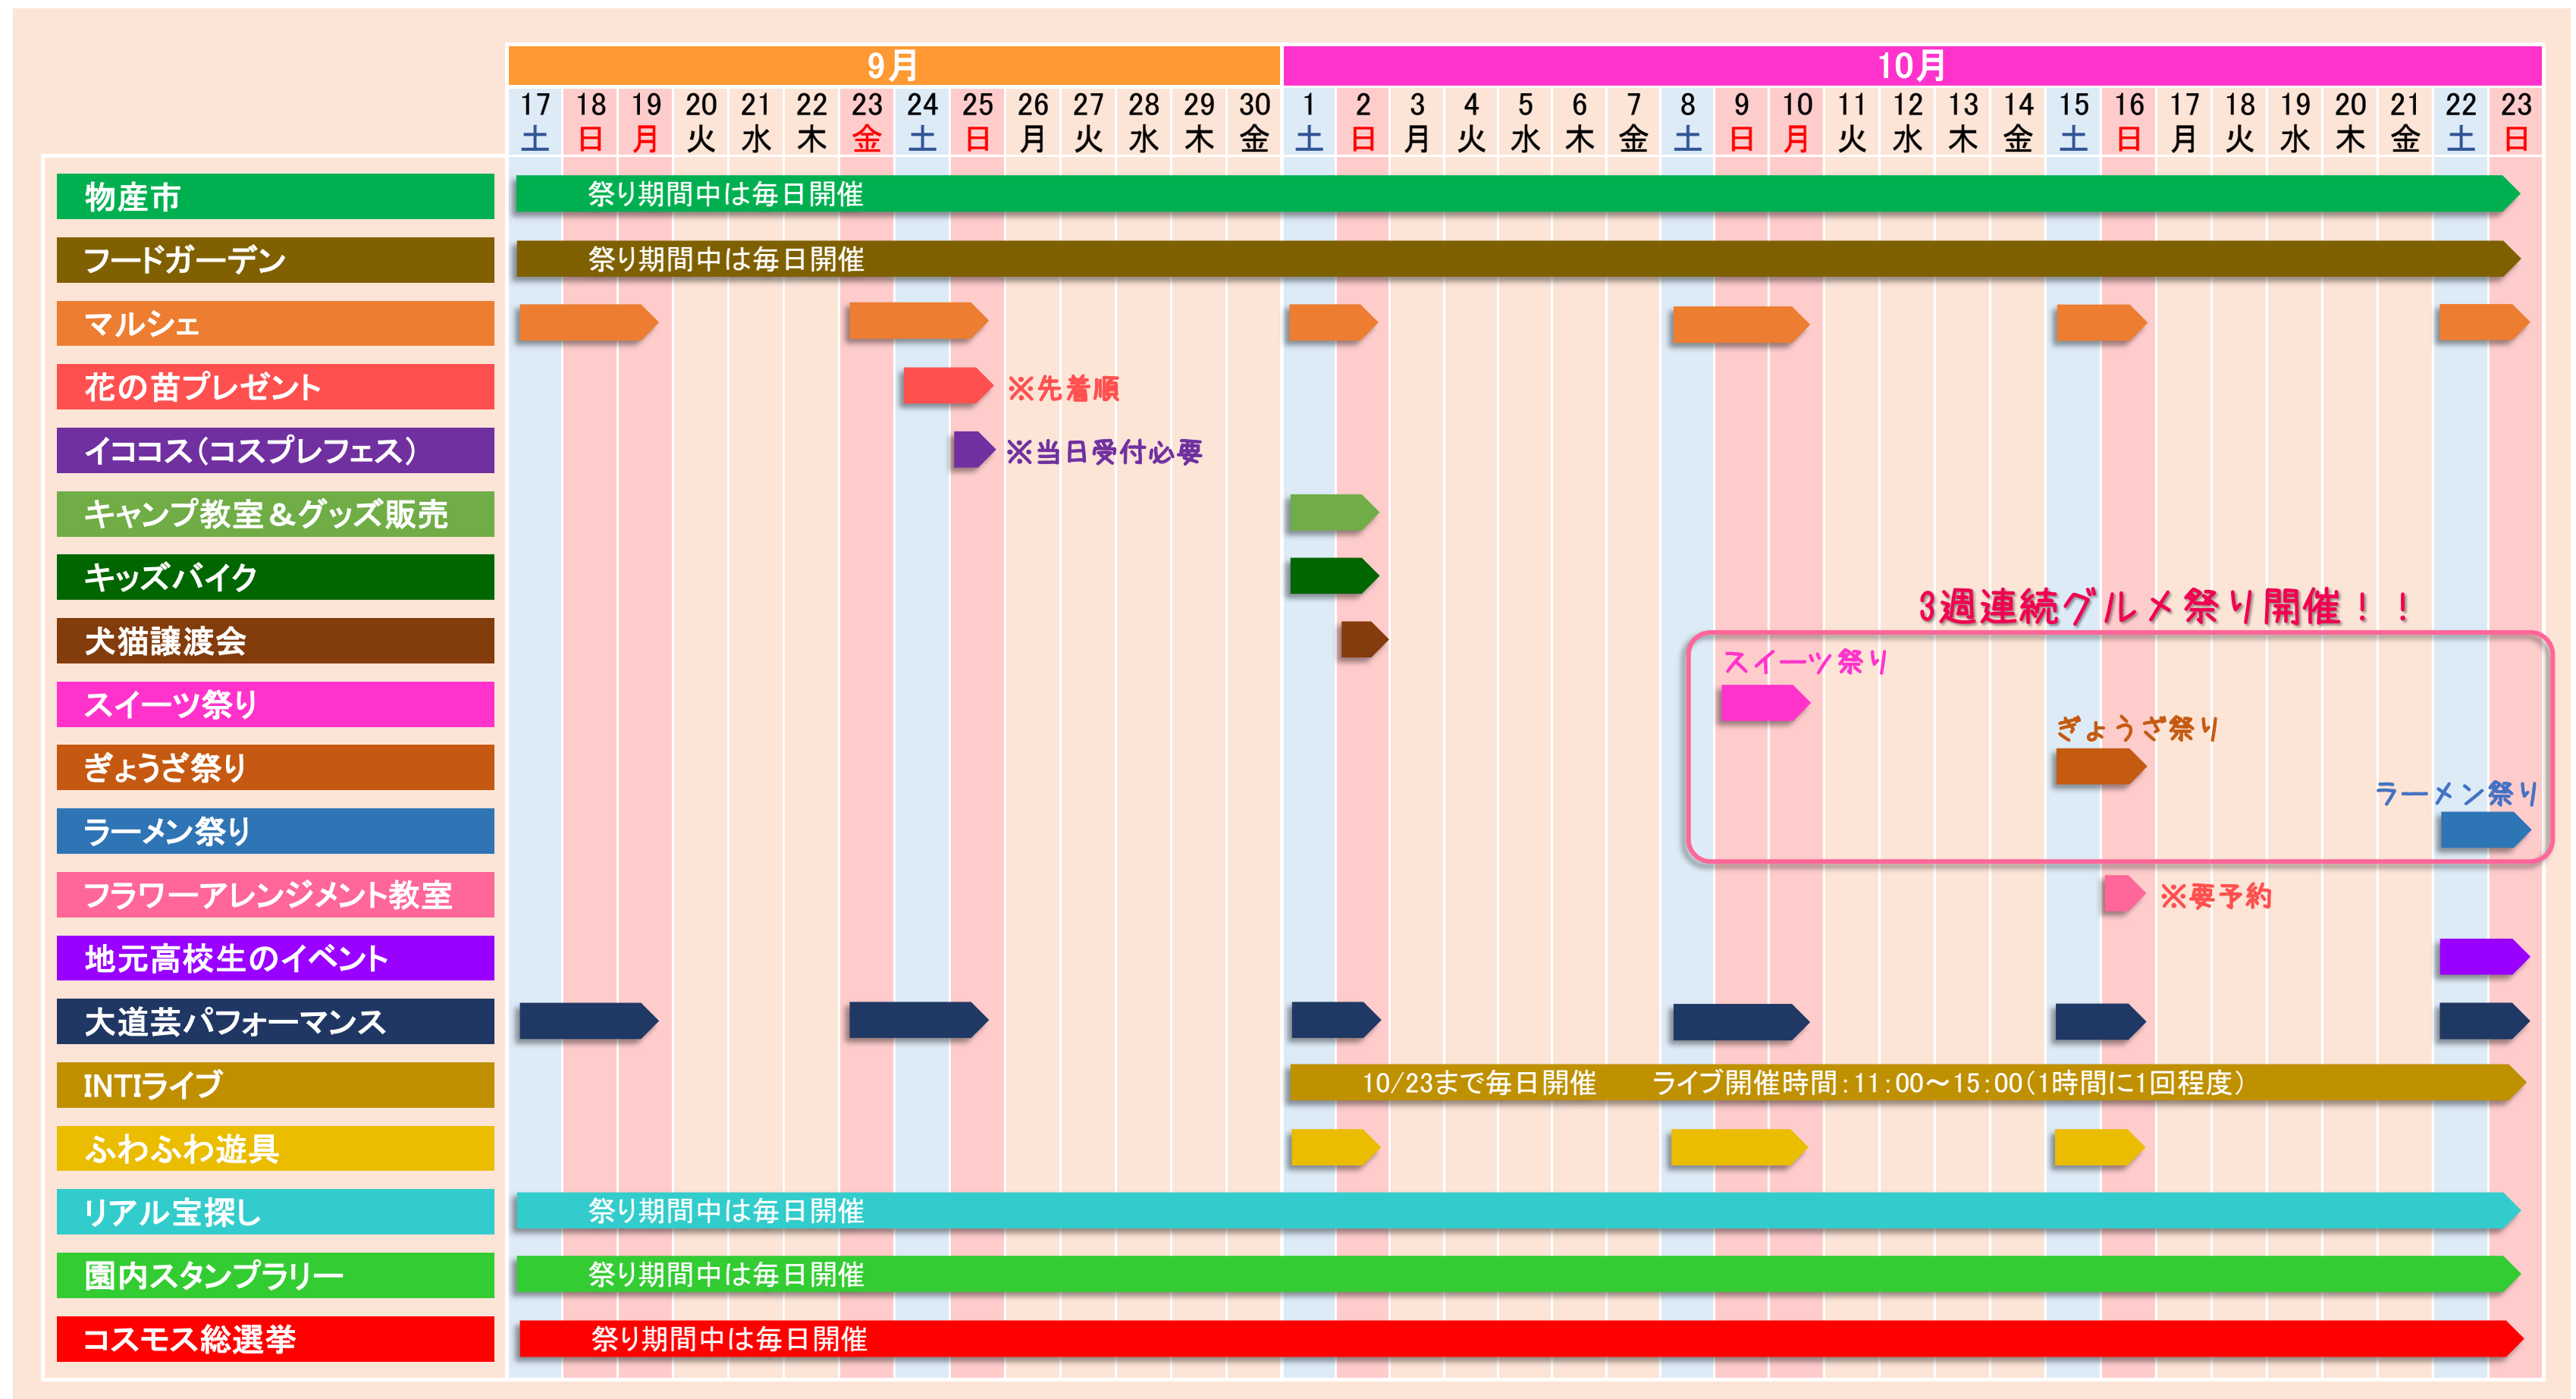 9月 10月
17 18 19 20 21 22 23 24 25 26 27 28 29 30 1 2 3 4 5 6 7 8 9 10 11 12 13 14 15 16 17 18 19 20 21 22 23
土 日 月 火 水 木 金 土 日 月 火 水 木 金 土 日 月 火 水 木 金 土 日 月 火 水 木 金 土 日 月 火 水 木 金 土 日
物産市 祭り期間中は毎日開催
フードガーデン 祭り期間中は毎日開催
マルシェ
花の苗プレゼント ※先着順
イココス(コスプレフェス) ※当日受付必要
キャンプ教室&グッズ販売
キッズバイク
3週連続グルメ祭り開催!!
犬猫譲渡会
スイーツ祭り
スイーツ祭り
ぎょうざ祭り
ぎょうざ祭り
ラーメン祭り
ラーメン祭り
フラワーアレンジメント教室 ※要予約
地元高校生のイベント
大道芸パフォーマンス
INTIライブ 10/23まで毎日開催 ライブ開催時間:11:00~15:00(1時間に1回程度)
ふわふわ遊具
リアル宝探し 祭り期間中は毎日開催
園内スタンプラリー 祭り期間中は毎日開催
コスモス総選挙 祭り期間中は毎日開催